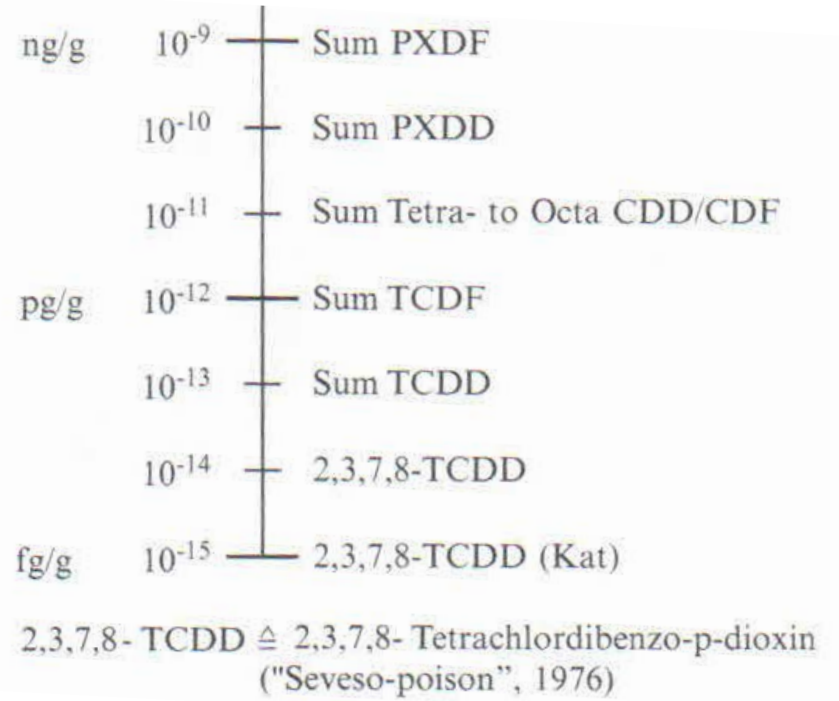 ng/g 10⁻⁹ Sum PXDF
10⁻¹⁰ Sum PXDD
10⁻¹¹ Sum Tetra- to Octa CDD/CDF
pg/g 10⁻¹² Sum TCDF
10⁻¹³ Sum TCDD
10⁻¹⁴ 2,3,7,8-TCDD
fg/g 10⁻¹⁵ 2,3,7,8-TCDD (Kat)
2,3,7,8- TCDD ≙ 2,3,7,8- Tetrachlordibenzo-p-dioxin
("Seveso-poison”, 1976)